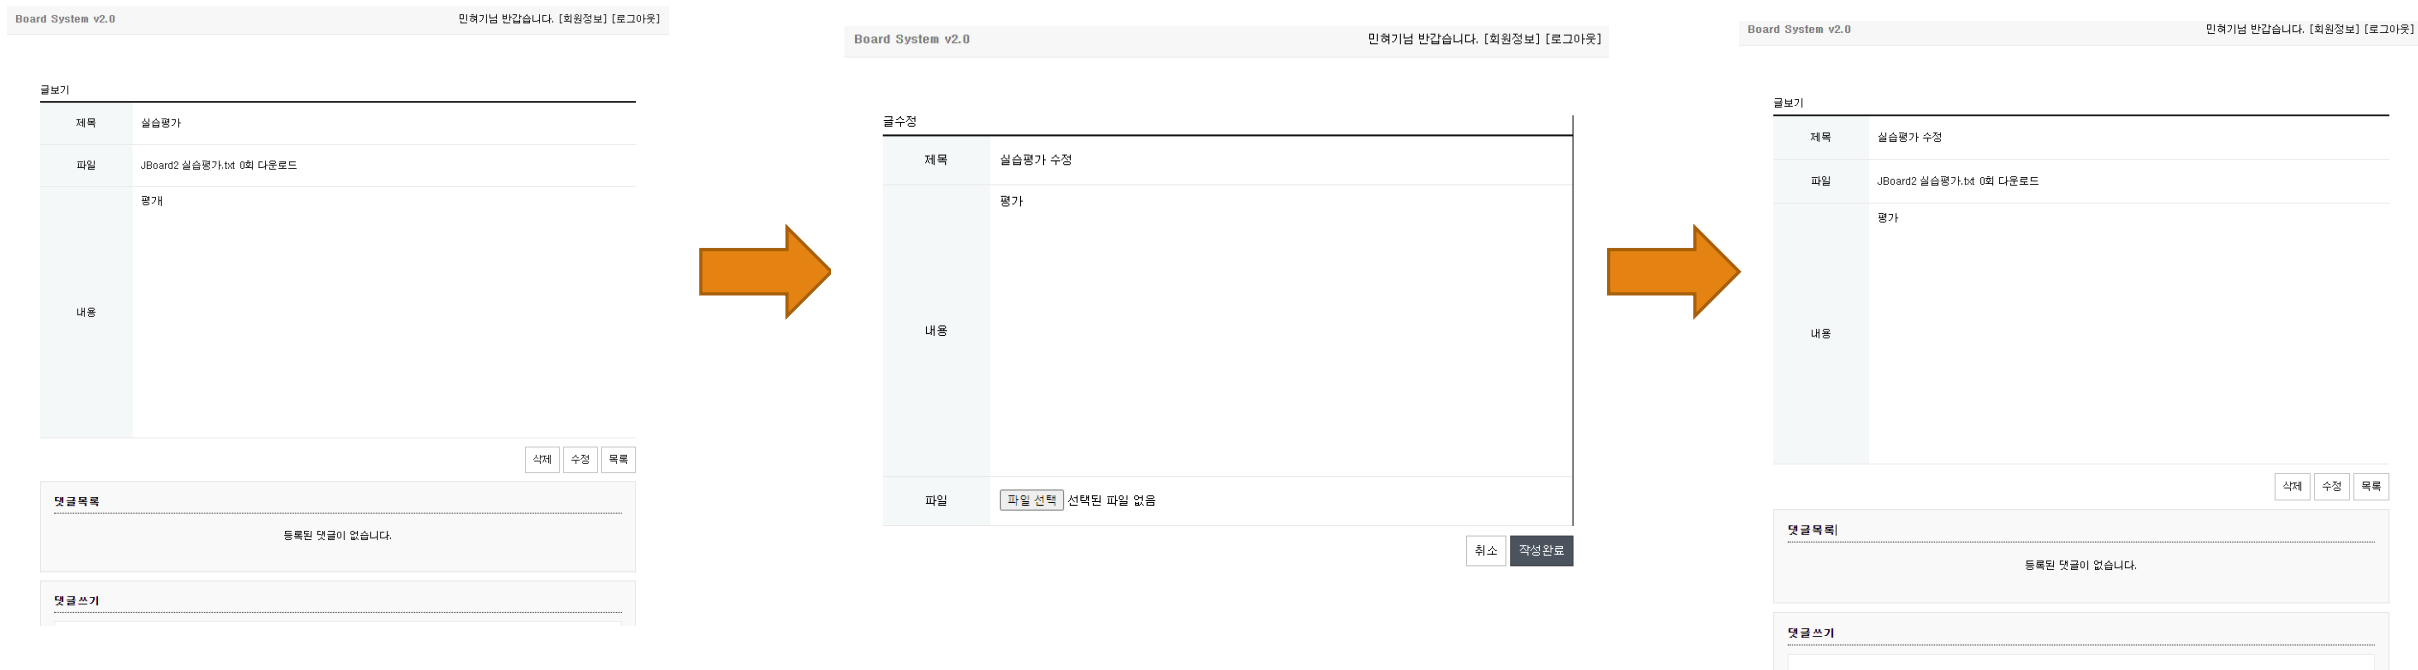 Board System v2.0 민혀기님 반갑습니다. [회원정보] [로그아웃]
글보기
제목 실습평가
파일 JBoard2 실습평가.txt 0회 다운로드
평개
내용
삭제 수정 목록
댓글목록
등록된 댓글이 없습니다.
댓글쓰기
Board System v2.0 민혀기님 반갑습니다. [회원정보] [로그아웃]
글수정
제목 실습평가 수정
평가
내용
파일 파일 선택 선택된 파일 없음
취소 작성완료
Board System v2.0 민혀기님 반갑습니다. [회원정보] [로그아웃]
글보기
제목 실습평가 수정
파일 JBoard2 실습평가.txt 0회 다운로드
평가
내용
삭제 수정 목록
댓글목록
등록된 댓글이 없습니다.
댓글쓰기